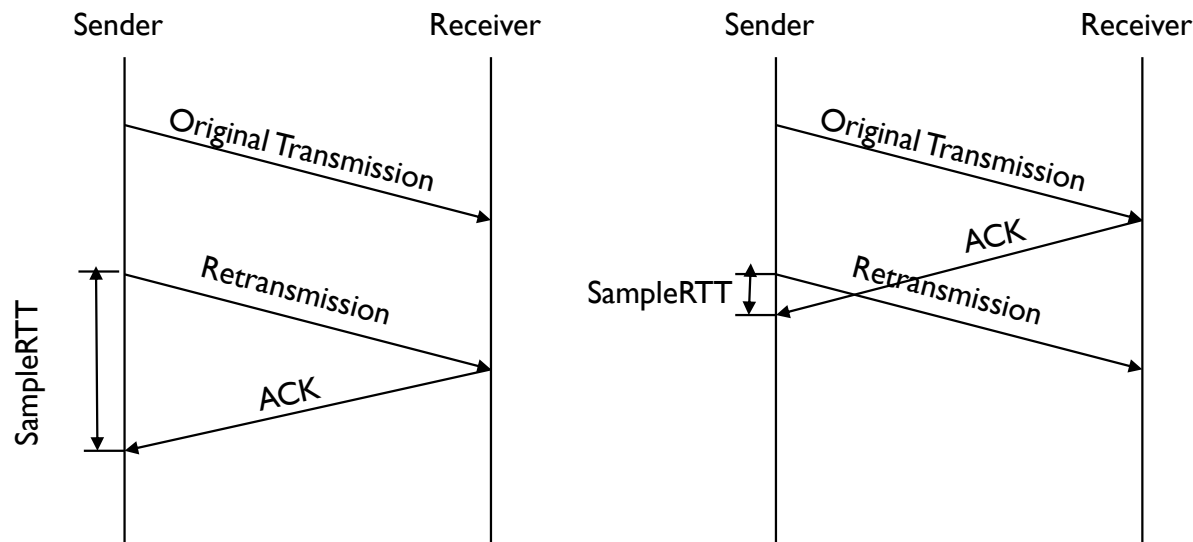 Sender
Receiver
Original Transmission
Retransmission
SampleRTT
ACK
Sender
Receiver
Original Transmission
ACK
Retransmission
SampleRTT